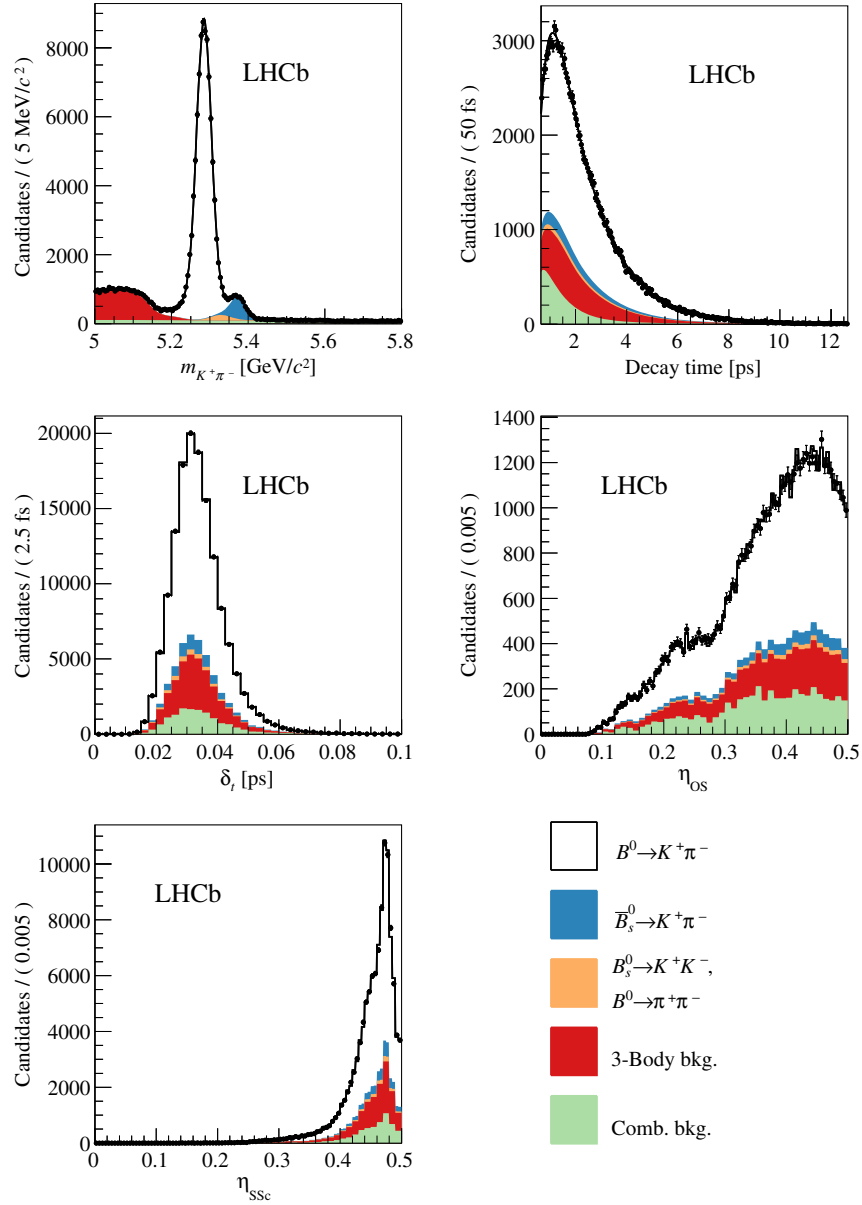 Candidates / ( 5 MeV/c² )
8000
6000
4000
2000
0
LHCb
5 5.2 5.4 5.6 5.8
m_K⁺π⁻ [GeV/c²]
Candidates / ( 50 fs )
3000
2000
1000
0
LHCb
2 4 6 8 10 12
Decay time [ps]
Candidates / ( 2.5 fs )
20000
15000
10000
5000
0
LHCb
0 0.02 0.04 0.06 0.08 0.1
δ_t [ps]
Candidates / ( 0.005 )
1400
1200
1000
800
600
400
200
0
LHCb
0 0.1 0.2 0.3 0.4 0.5
η_OS
Candidates / ( 0.005 )
10000
8000
6000
4000
2000
0
LHCb
0 0.1 0.2 0.3 0.4 0.5
η_SSc
B⁰→K⁺π⁻
B̅⁰_s→K⁺π⁻
B⁰_s→K⁺K⁻,
B⁰→π⁺π⁻
3-Body bkg.
Comb. bkg.